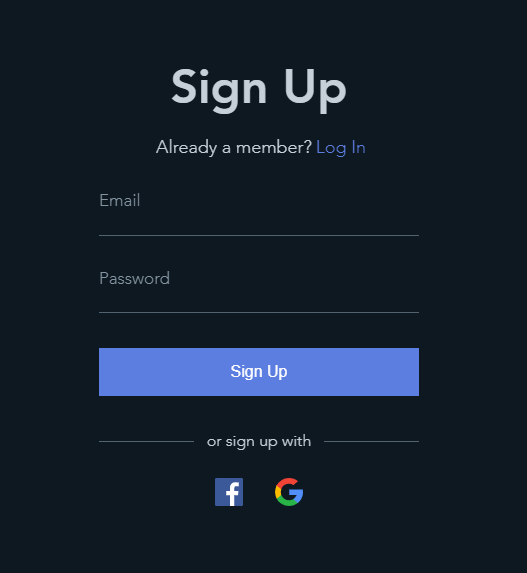 Sign Up
Already a member? Log In
Email
Password
Sign Up
or sign up with